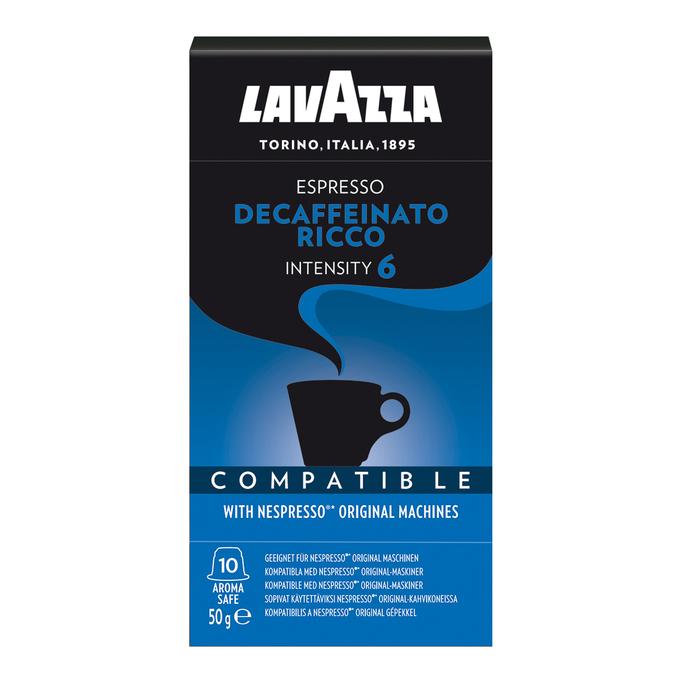 LAVAZZA
TORINO, ITALIA, 1895
ESPRESSO
DECAFFEINATO
RICCO
INTENSITY 6
COMPATIBLE
WITH NESPRESSO®* ORIGINAL MACHINES
10
AROMA
SAFE
50g ℮
GEEIGNET FÜR NESPRESSO®* ORIGINAL MASCHINEN
KOMPATIBLA MED NESPRESSO®* ORIGINAL-MASKINER
KOMPATIBLE MED NESPRESSO®* ORIGINAL-MASKINER
SOPIVAT KÄYTETTÄVIKSI NESPRESSO®* ORIGINAL-KAHVIKONEISSA
KOMPATIBILIS A NESPRESSO®* ORIGINAL GÉPEKKEL